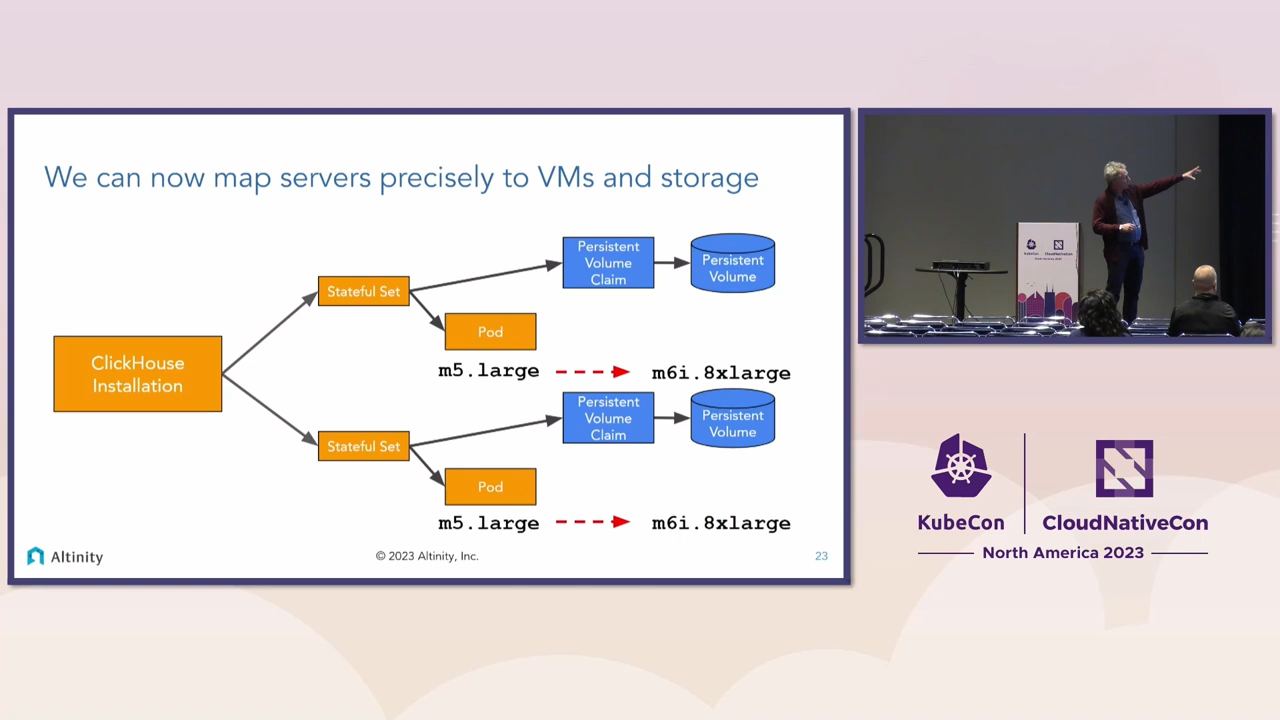 We can now map servers precisely to VMs and storage
ClickHouse
Installation
Stateful Set
Pod
Persistent
Volume
Claim
Persistent
Volume
m5.large
m6i.8xlarge
Stateful Set
Pod
Persistent
Volume
Claim
Persistent
Volume
m5.large
m6i.8xlarge
Altinity
© 2023 Altinity, Inc.
23
KubeCon
CloudNativeCon
KubeCon
CloudNativeCon
North America 2023